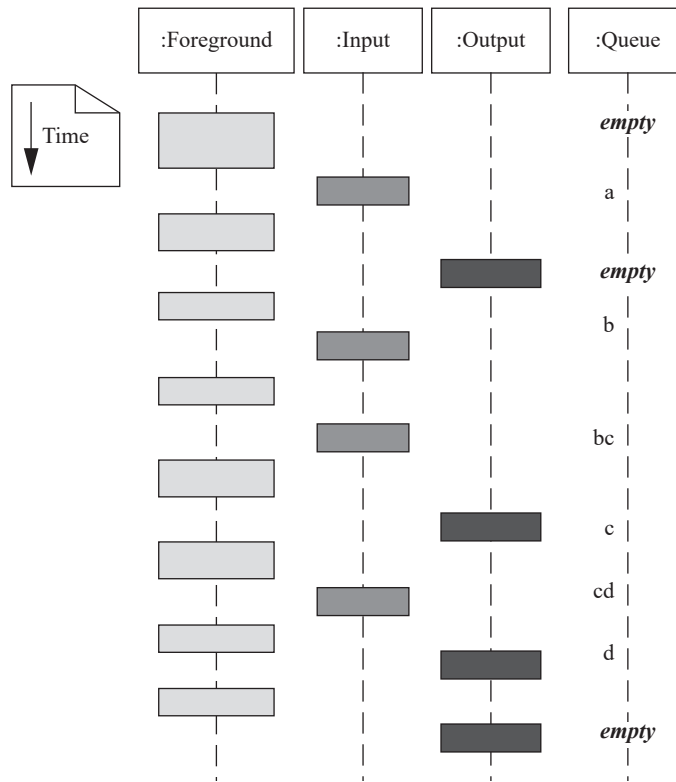 :Foreground
:Input
:Output
:Queue
Time
empty
a
empty
b
bc
c
cd
d
empty